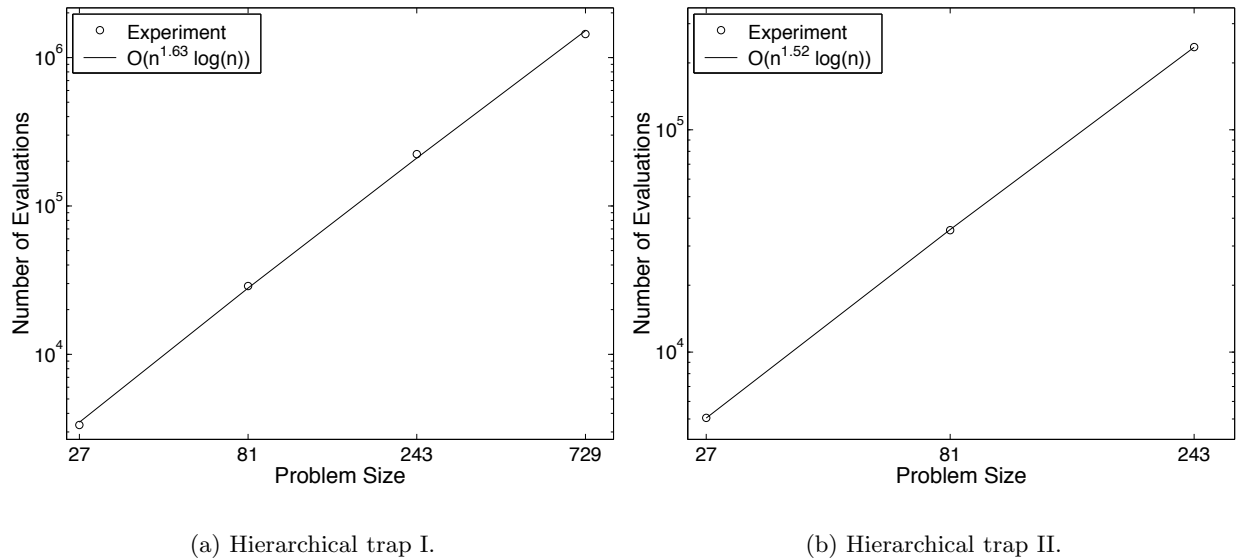 Experiment
O(n^1.63 log(n))
10^6
10^5
10^4
Number of Evaluations
27 81 243 729
Problem Size
(a) Hierarchical trap I.
Experiment
O(n^1.52 log(n))
10^5
10^4
Number of Evaluations
27 81 243
Problem Size
(b) Hierarchical trap II.